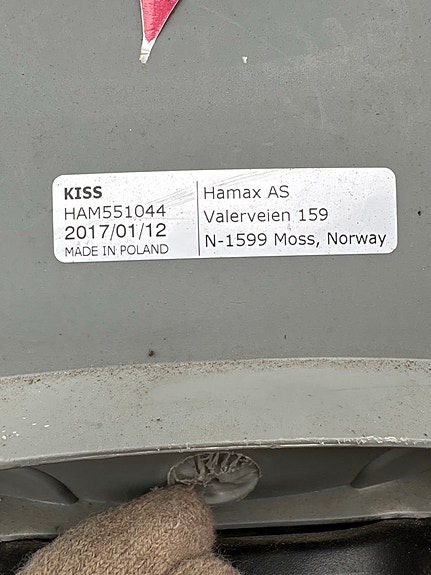 KISS
HAM551044
2017/01/12
MADE IN POLAND
Hamax AS
Valerveien 159
N-1599 Moss, Norway